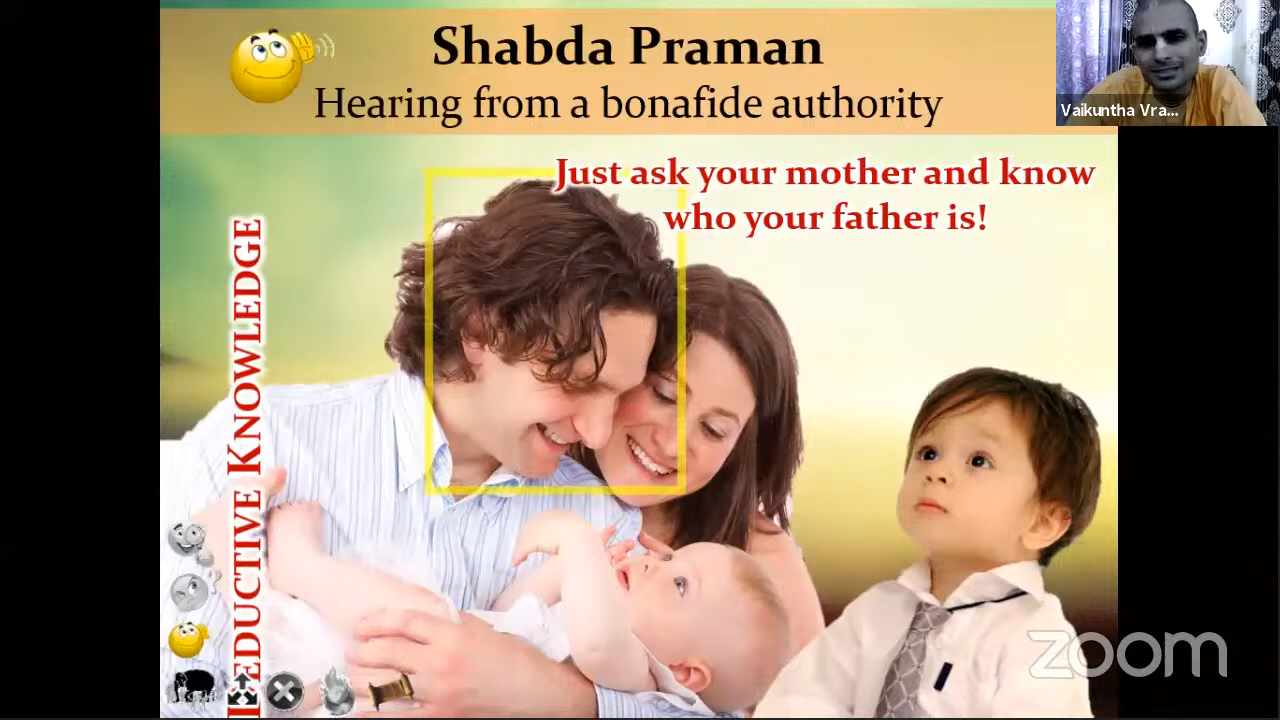 Shabda Praman
Hearing from a bonafide authority
Vaikuntha Vra...
Just ask your mother and know
who your father is!
DEDUCTIVE KNOWLEDGE
zoom